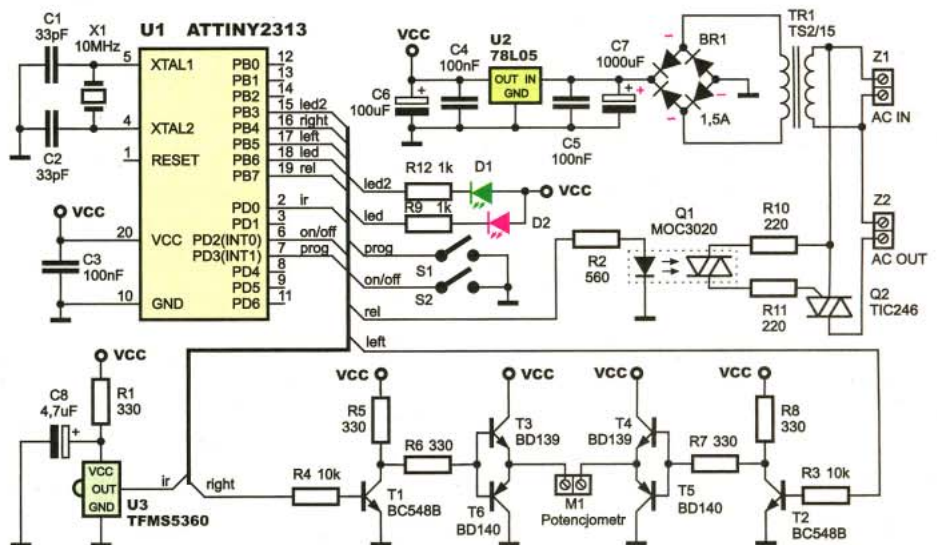 U1 ATTINY2313
C1
33pF
X1
10MHz
C2
33pF
5
XTAL1
4
XTAL2
1
RESET
VCC
20
VCC
C3
100nF
10
GND
PB0 12
PB1 13
PB2 14
PB3 15 led2
PB4 16 right
PB5 17 left
PB6 18 led
PB7 19 rel
PD0 2 ir
PD1 3
PD2(INT0) 6 on/off
PD3(INT1) 7 prog
PD4 8
PD5 9
PD6 11
VCC
C6
100uF
+
C4
100nF
U2
78L05
OUT IN
GND
C5
100nF
C7
1000uF
+
+
BR1
1,5A
-
-
-
-
TR1
TS2/15
Z1
AC IN
Z2
AC OUT
led2
R12 1k
D1
VCC
led
R9 1k
D2
prog
S1
on/off
S2
rel
left
R2
560
Q1
MOC3020
R10
220
R11
220
Q2
TIC246
VCC
R1
330
C8
4,7uF
+
VCC
OUT
GND
U3
TFMS5360
ir
right
R4 10k
VCC
R5
330
R6 330
T1
BC548B
VCC
T3
BD139
T6
BD140
M1
Potencjometr
VCC
T4
BD139
T5
BD140
R7 330
VCC
R8
330
R3 10k
T2
BC548B